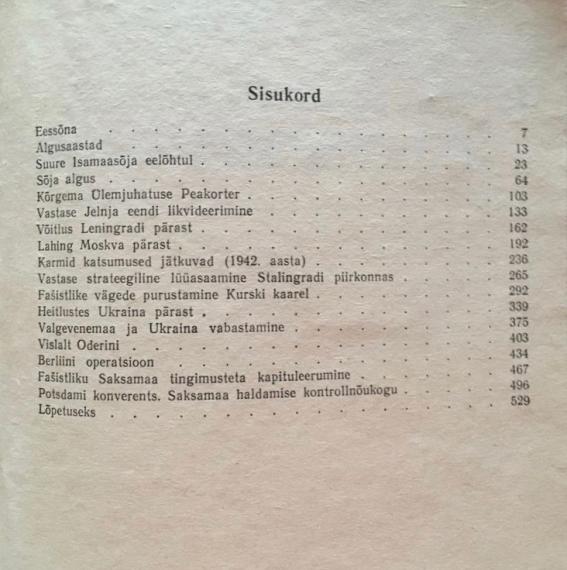 Sisukord
Eessõna . . . . . . . . . . . . . . 7
Algusaastad . . . . . . . . . . . . . 13
Suure Isamaasõja eelõhtul . . . . . . . . . . 23
Sõja algus . . . . . . . . . . . . . 64
Kõrgema Ülemjuhatuse Peakorter . . . . . . . . . 103
Vastase Jelnja eendi likvideerimine . . . . . . . . 133
Võitlus Leningradi pärast . . . . . . . . . . 162
Lahing Moskva pärast . . . . . . . . . . . 192
Karmid katsumused jätkuvad (1942. aasta) . . . . . . . 236
Vastase strateegiline lüüasaamine Stalingradi piirkonnas . . . . 265
Fašistlike vägede purustamine Kurski kaarel . . . . . . . 292
Heitlustes Ukraina pärast . . . . . . . . . . 339
Valgevenemaa ja Ukraina vabastamine . . . . . . . . 375
Vislalt Oderini . . . . . . . . . . . . 403
Berliini operatsioon . . . . . . . . . . . 434
Fašistliku Saksamaa tingimusteta kapituleerumine . . . . . . 467
Potsdami konverents. Saksamaa haldamise kontrollnõukogu . . . . 496
Lõpetuseks . . . . . . . . . . . . . 529